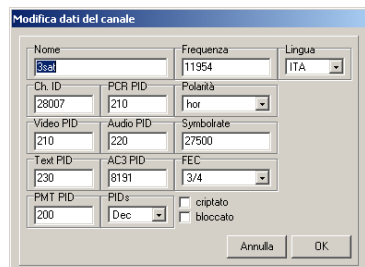 Modifica dati del canale
Nome Frequenza Lingua
3sat 11954 ITA
Ch. ID PCR PID Polarità
28007 210 hor
Video PID Audio PID Symbolrate
210 220 27500
Text PID AC3 PID FEC
230 8191 3/4
PMT PID PIDs criptato
200 Dec bloccato
Annulla OK